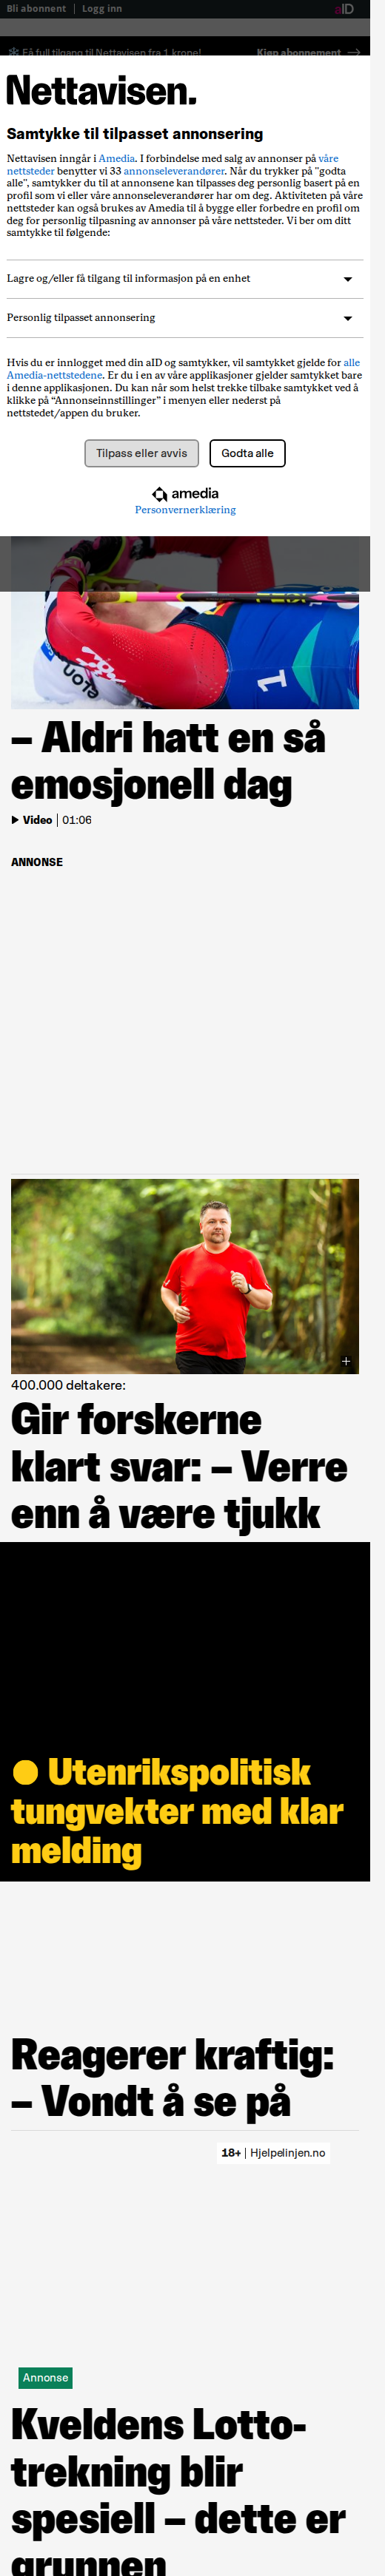 Bli abonnent | Logg inn aID
Få full tilgang til Nettavisen fra 1 krone! Kjøp abonnement →
Nettavisen.
Samtykke til tilpasset annonsering
Nettavisen inngår i Amedia. I forbindelse med salg av annonser på våre
nettsteder benytter vi 33 annonseleverandører. Når du trykker på "godta
alle", samtykker du til at annonsene kan tilpasses deg personlig basert på en
profil som vi eller våre annonseleverandører har om deg. Aktiviteten på våre
nettsteder kan også brukes av Amedia til å bygge eller forbedre en profil om
deg for personlig tilpasning av annonser på våre nettsteder. Vi ber om ditt
samtykke til følgende:
Lagre og/eller få tilgang til informasjon på en enhet
Personlig tilpasset annonsering
Hvis du er innlogget med din aID og samtykker, vil samtykket gjelde for alle
Amedia-nettstedene. Er du i en av våre applikasjoner gjelder samtykket bare
i denne applikasjonen. Du kan når som helst trekke tilbake samtykket ved å
klikke på “Annonseinnstillinger” i menyen eller nederst på
nettstedet/appen du bruker.
Tilpass eller avvis Godta alle
amedia
Personvernerklæring
1
– Aldri hatt en så
emosjonell dag
Video | 01:06
ANNONSE
400.000 deltakere:
Gir forskerne
klart svar: – Verre
enn å være tjukk
Utenrikspolitisk
tungvekter med klar
melding
Reagerer kraftig:
– Vondt å se på
18+ | Hjelpelinjen.no
Annonse
Kveldens Lotto-
trekning blir
spesiell – dette er
grunnen